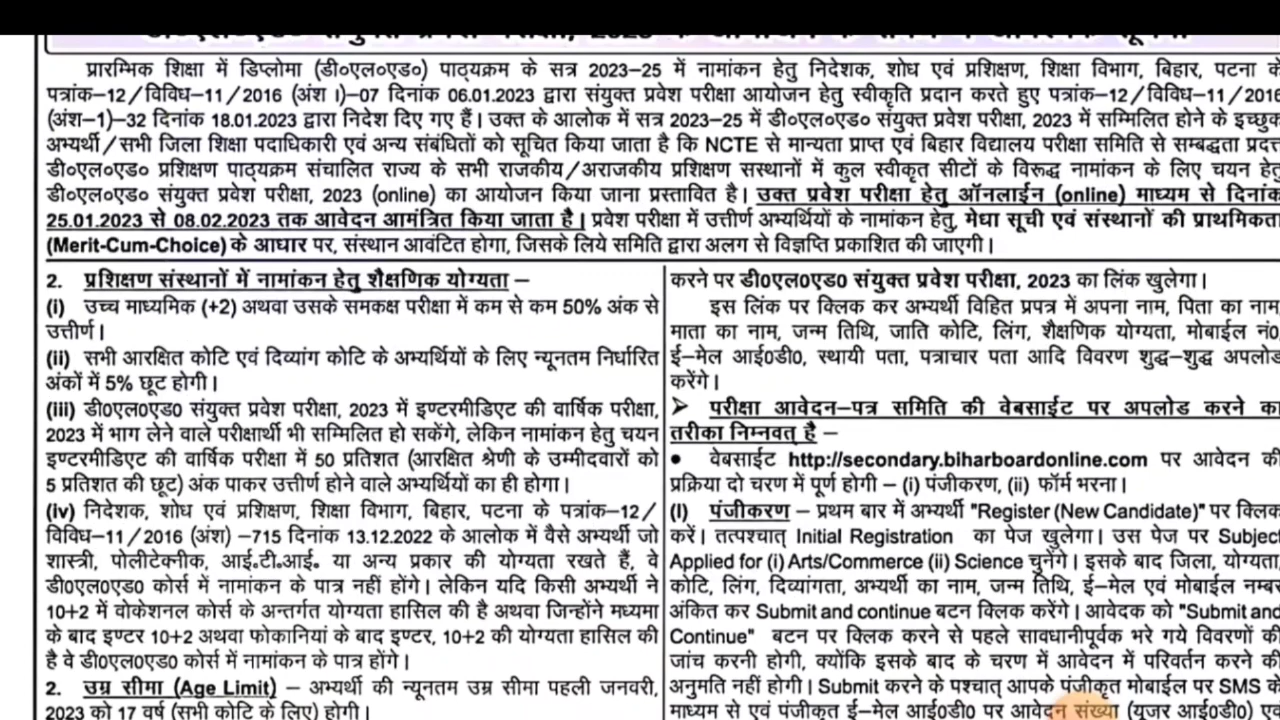 प्रारम्भिक शिक्षा में डिप्लोमा (डी०एल०एड०) पाठ्यक्रम के सत्र 2023-25 में नामांकन हेतु निदेशक, शोध एवं प्रशिक्षण, शिक्षा विभाग, बिहार, पटना के
पत्रांक-12/विविध-11/2016 (अंश ।)-07 दिनांक 06.01.2023 द्वारा संयुक्त प्रवेश परीक्षा आयोजन हेतु स्वीकृति प्रदान करते हुए पत्रांक-12/विविध-11/2016
(अंश-1)-32 दिनांक 18.01.2023 द्वारा निदेश दिए गए हैं। उक्त के आलोक में सत्र 2023-25 में डी०एल०एड० संयुक्त प्रवेश परीक्षा, 2023 में सम्मिलित होने के इच्छुक
अभ्यर्थी/सभी जिला शिक्षा पदाधिकारी एवं अन्य संबंधितों को सूचित किया जाता है कि NCTE से मान्यता प्राप्त एवं बिहार विद्यालय परीक्षा समिति से सम्बद्धता प्रदत्त
डी०एल०एड० प्रशिक्षण पाठ्यक्रम संचालित राज्य के सभी राजकीय/अराजकीय प्रशिक्षण सस्थानों में कुल स्वीकृत सीटों के विरूद्ध नामांकन के लिए चयन हेतु
डी०एल०एड० संयुक्त प्रवेश परीक्षा, 2023 (online) का आयोजन किया जाना प्रस्तावित है। उक्त प्रवेश परीक्षा हेतु ऑनलाईन (online) माध्यम से दिनांक
25.01.2023 से 08.02.2023 तक आवेदन आमंत्रित किया जाता है। प्रवेश परीक्षा में उत्तीर्ण अभ्यर्थियों के नामांकन हेतु, मेधा सूची एवं संस्थानों की प्राथमिकता
(Merit-Cum-Choice) के आधार पर, संस्थान आवंटित होगा, जिसके लिये समिति द्वारा अलग से विज्ञप्ति प्रकाशित की जाएगी।
2. प्रशिक्षण संस्थानों में नामांकन हेतु शैक्षणिक योग्यता –
(i) उच्च माध्यमिक (+2) अथवा उसके समकक्ष परीक्षा में कम से कम 50% अंक से
उत्तीर्ण।
(ii) सभी आरक्षित कोटि एवं दिव्यांग कोटि के अभ्यर्थियों के लिए न्यूनतम निर्धारित
अंकों में 5% छूट होगी।
(iii) डी0एल0एड0 संयुक्त प्रवेश परीक्षा, 2023 में इण्टरमीडिएट की वार्षिक परीक्षा,
2023 में भाग लेने वाले परीक्षार्थी भी सम्मिलित हो सकेंगे, लेकिन नामांकन हेतु चयन
इण्टरमीडिएट की वार्षिक परीक्षा में 50 प्रतिशत (आरक्षित श्रेणी के उम्मीदवारों को
5 प्रतिशत की छूट) अंक पाकर उत्तीर्ण होने वाले अभ्यर्थियों का ही होगा।
(iv) निदेशक, शोध एवं प्रशिक्षण, शिक्षा विभाग, बिहार, पटना के पत्रांक-12/
विविध-11/2016 (अंश) -715 दिनांक 13.12.2022 के आलोक में वैसे अभ्यर्थी जो
शास्त्री, पोलीटेक्नीक, आई.टी.आई. या अन्य प्रकार की योग्यता रखते हैं, वे
डी0एल0एड0 कोर्स में नामांकन के पात्र नहीं होंगे। लेकिन यदि किसी अभ्यर्थी ने
10+2 में वोकेशनल कोर्स के अन्तर्गत योग्यता हासिल की है अथवा जिन्होंने मध्यमा
के बाद इण्टर 10+2 अथवा फोकानियां के बाद इण्टर, 10+2 की योग्यता हासिल की
है वे डी0एल0एड0 कोर्स में नामांकन के पात्र होंगे।
2. उम्र सीमा (Age Limit) – अभ्यर्थी की न्यूनतम उम्र सीमा पहली जनवरी,
2023 को 17 वर्ष (सभी कोटि के लिए) होगी।
करने पर डी0एल0एड0 संयुक्त प्रवेश परीक्षा, 2023 का लिंक खुलेगा।
इस लिंक पर क्लिक कर अभ्यर्थी विहित प्रपत्र में अपना नाम, पिता का नाम,
माता का नाम, जन्म तिथि, जाति कोटि, लिंग, शैक्षणिक योग्यता, मोबाईल नं0,
ई-मेल आई0डी0, स्थायी पता, पत्राचार पता आदि विवरण शुद्ध-शुद्ध अपलोड
करेंगे।
➢ परीक्षा आवेदन-पत्र समिति की वेबसाईट पर अपलोड करने का
तरीका निम्नवत् है –
• वेबसाईट http://secondary.biharboardonline.com पर आवेदन की
प्रक्रिया दो चरण में पूर्ण होगी – (i) पंजीकरण, (ii) फॉर्म भरना।
(I) पंजीकरण – प्रथम बार में अभ्यर्थी "Register (New Candidate)" पर क्लिक
करें। तत्पश्चात् Initial Registration का पेज खुलेगा। उस पेज पर Subject
Applied for (i) Arts/Commerce (ii) Science चुनेंगे। इसके बाद जिला, योग्यता,
कोटि, लिंग, दिव्यांगता, अभ्यर्थी का नाम, जन्म तिथि, ई-मेल एवं मोबाईल नम्बर
अंकित कर Submit and continue बटन क्लिक करेंगे। आवेदक को "Submit and
Continue" बटन पर क्लिक करने से पहले सावधानीपूर्वक भरे गये विवरणों की
जांच करनी होगी, क्योंकि इसके बाद के चरण में आवेदन में परिवर्तन करने की
अनुमति नहीं होगी। Submit करने के पश्चात् आपके पंजीकृत मोबाईल पर SMS के
माध्यम से एवं पंजीकृत ई-मेल आई0डी0 पर आवेदन संख्या (यूजर आई0डी0) एवं